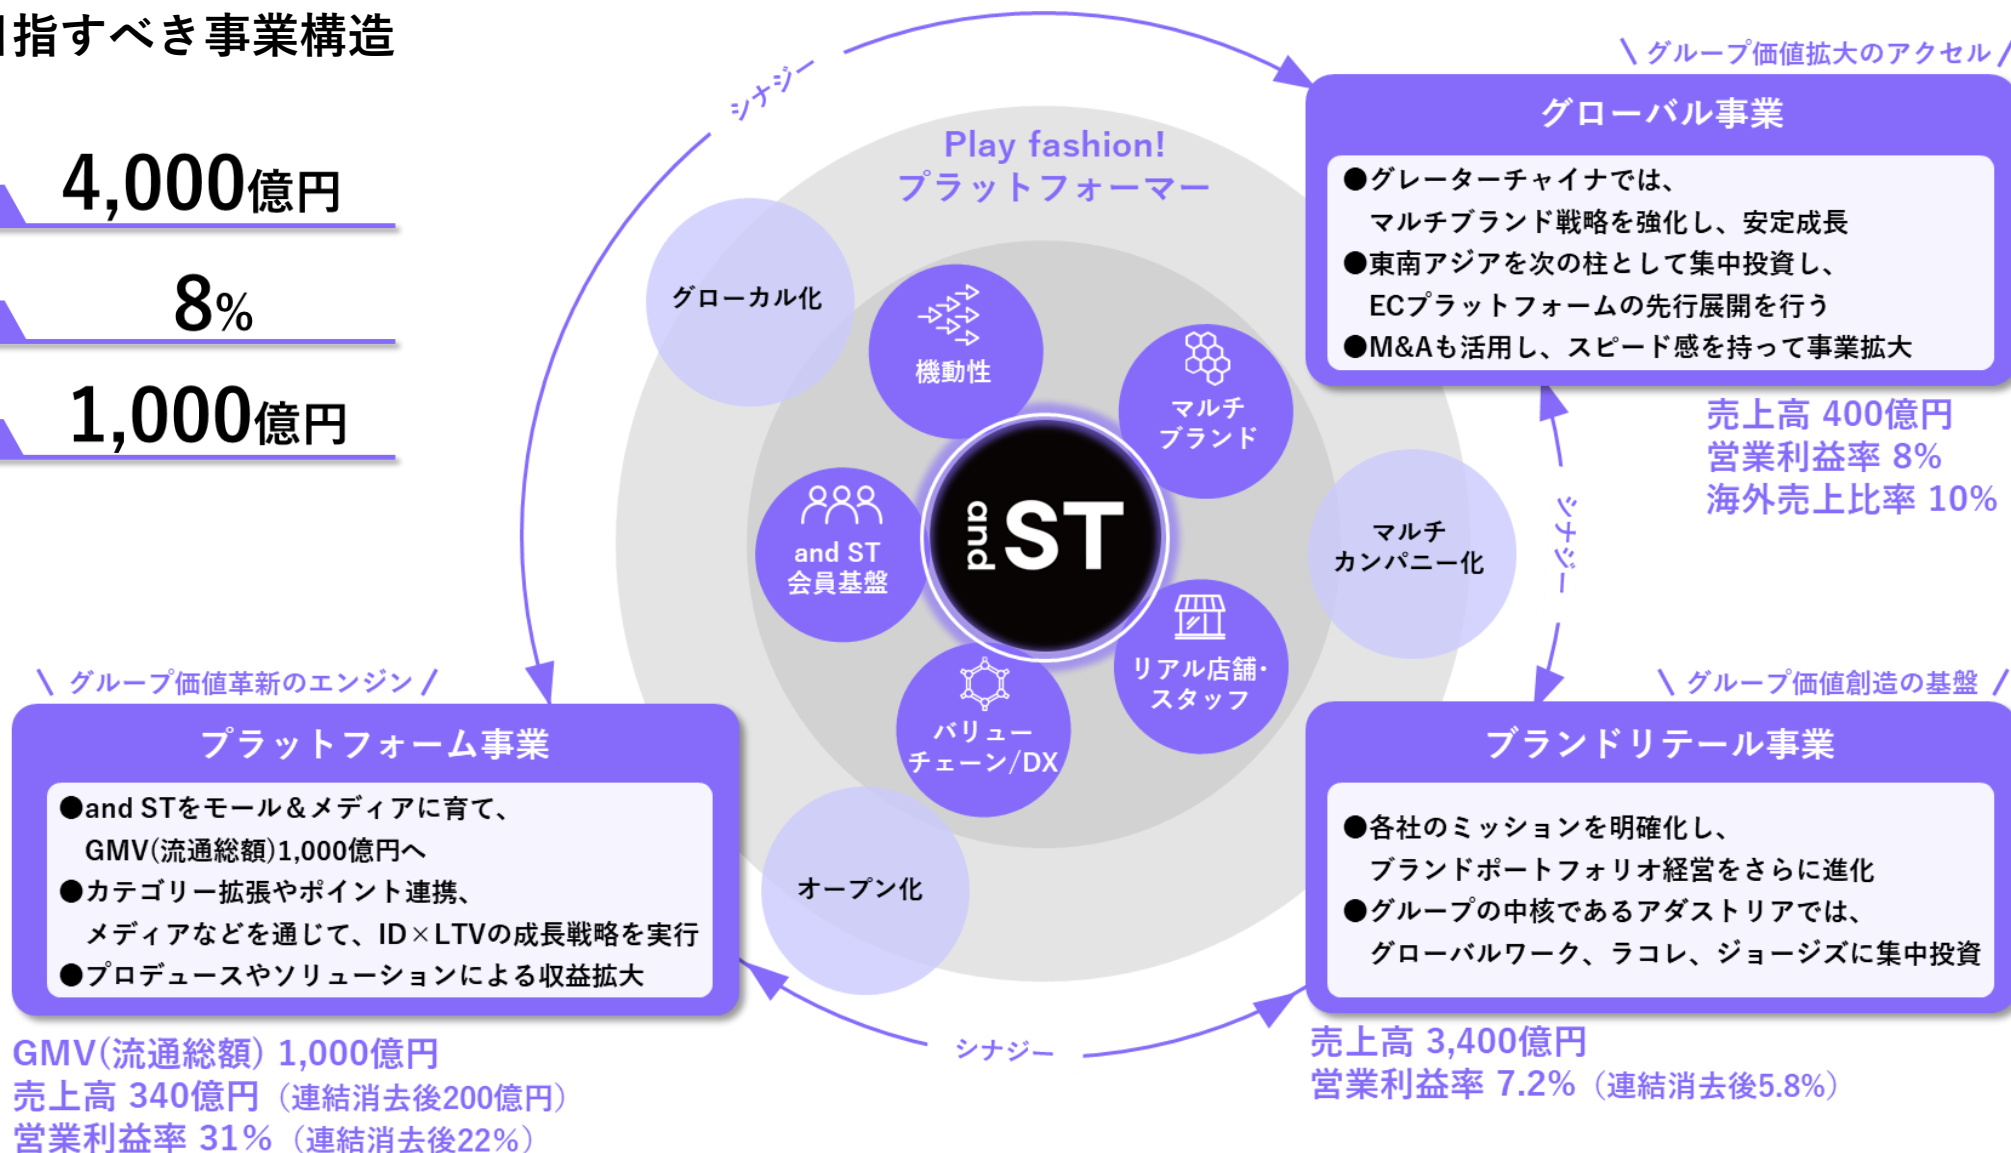 指すべき事業構造
4,000億円
8%
1,000億円
シナジー
Play fashion!
プラットフォーマー
グローカル化
機動性
マルチ
ブランド
and ST
会員基盤
and ST
マルチ
カンパニー化
リアル店舗・
スタッフ
バリュー
チェーン/DX
オープン化
\ グループ価値拡大のアクセル /
グローバル事業
●グレーターチャイナでは、
マルチブランド戦略を強化し、安定成長
●東南アジアを次の柱として集中投資し、
ECプラットフォームの先行展開を行う
●M&Aも活用し、スピード感を持って事業拡大
売上高 400億円
営業利益率 8%
海外売上比率 10%
シナジー
\ グループ価値革新のエンジン /
プラットフォーム事業
●and STをモール＆メディアに育て、
GMV(流通総額)1,000億円へ
●カテゴリー拡張やポイント連携、
メディアなどを通じて、ID×LTVの成長戦略を実行
●プロデュースやソリューションによる収益拡大
GMV(流通総額) 1,000億円
売上高 340億円（連結消去後200億円）
営業利益率 31%（連結消去後22%）
シナジー
\ グループ価値創造の基盤 /
ブランドリテール事業
●各社のミッションを明確化し、
ブランドポートフォリオ経営をさらに進化
●グループの中核であるアダストリアでは、
グローバルワーク、ラコレ、ジョージズに集中投資
売上高 3,400億円
営業利益率 7.2%（連結消去後5.8%）